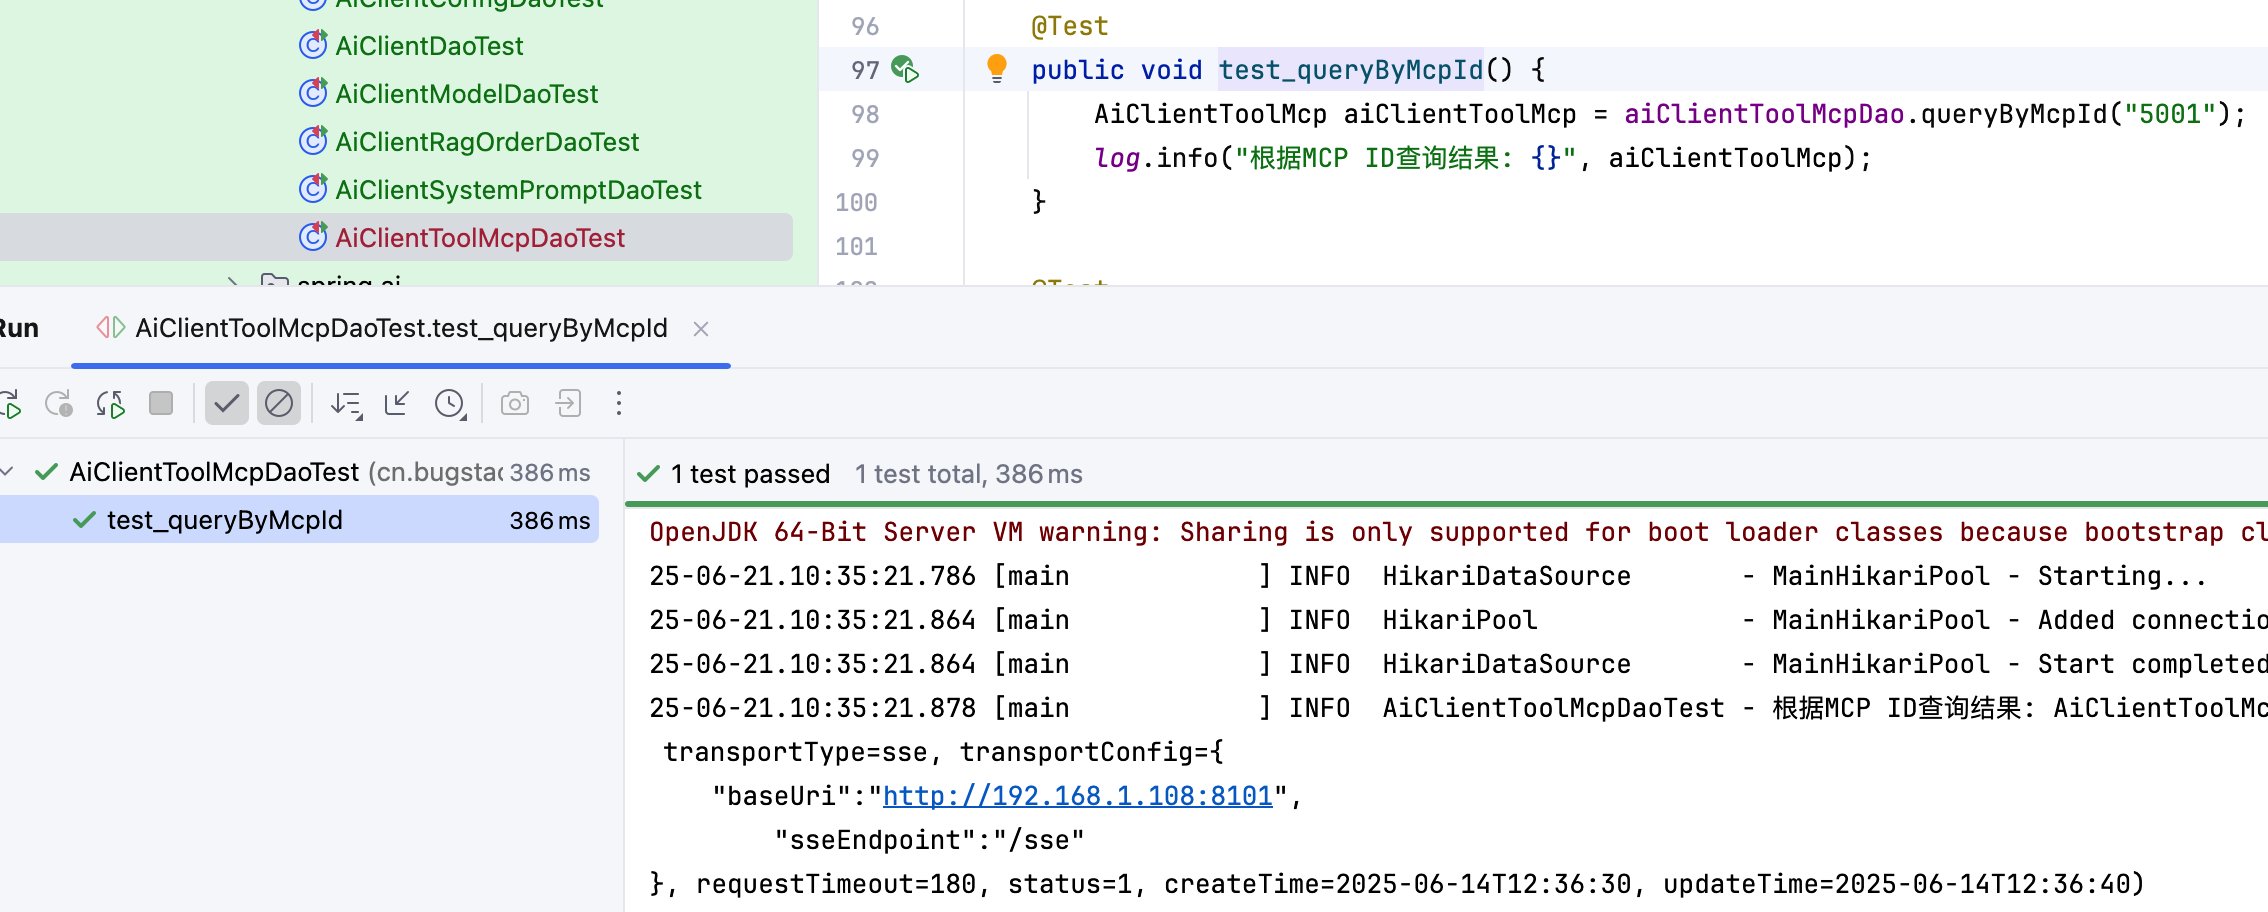 AiClientConfigDaoTest
AiClientDaoTest
AiClientModelDaoTest
AiClientRagOrderDaoTest
AiClientSystemPromptDaoTest
AiClientToolMcpDaoTest
spring.ai
96 @Test
97 public void test_queryByMcpId() {
98 AiClientToolMcp aiClientToolMcp = aiClientToolMcpDao.queryByMcpId("5001");
99 log.info("根据MCP ID查询结果: {}", aiClientToolMcp);
100 }
101
@Test
Run AiClientToolMcpDaoTest.test_queryByMcpId
AiClientToolMcpDaoTest (cn.bugstac 386 ms
test_queryByMcpId 386 ms
1 test passed 1 test total, 386 ms
OpenJDK 64-Bit Server VM warning: Sharing is only supported for boot loader classes because bootstrap cl
25-06-21.10:35:21.786 [main ] INFO HikariDataSource - MainHikariPool - Starting...
25-06-21.10:35:21.864 [main ] INFO HikariPool - MainHikariPool - Added connectio
25-06-21.10:35:21.864 [main ] INFO HikariDataSource - MainHikariPool - Start completed
25-06-21.10:35:21.878 [main ] INFO AiClientToolMcpDaoTest - 根据MCP ID查询结果: AiClientToolMc
transportType=sse, transportConfig={
"baseUri":"http://192.168.1.108:8101",
"sseEndpoint":"/sse"
}, requestTimeout=180, status=1, createTime=2025-06-14T12:36:30, updateTime=2025-06-14T12:36:40)